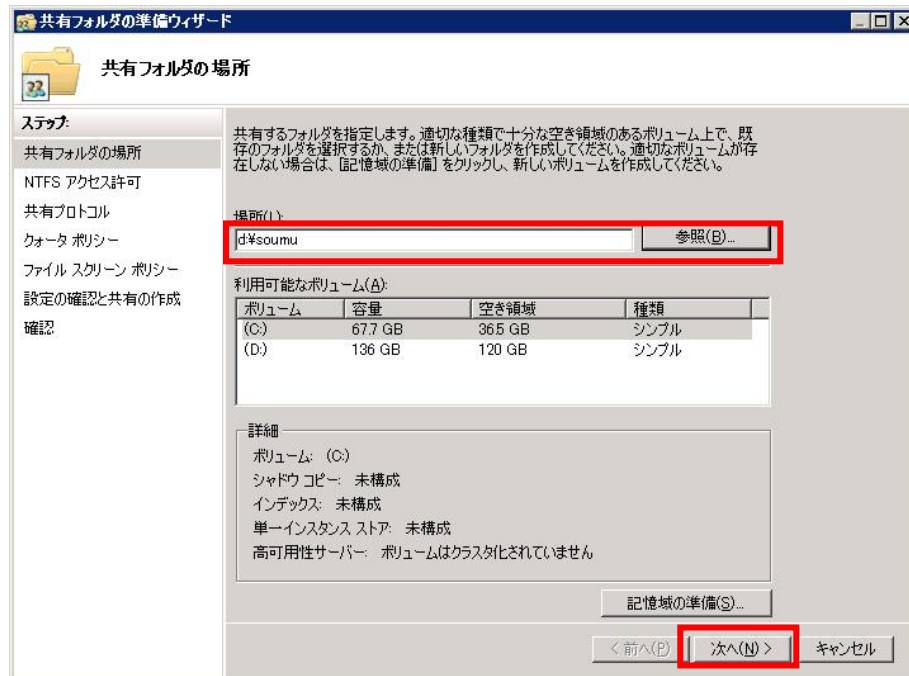 共有フォルダの準備ウィザード
共有フォルダの場所
ステップ:
共有フォルダの場所
NTFS アクセス許可
共有プロトコル
クォータ ポリシー
ファイル スクリーン ポリシー
設定の確認と共有の作成
確認
共有するフォルダを指定します。適切な種類で十分な空き領域のあるボリューム上で、既
存のフォルダを選択するか、または新しいフォルダを作成してください。適切なボリュームが存
在しない場合は、[記憶域の準備] をクリックし、新しいボリュームを作成してください。
場所(L):
d:¥soumu 参照(B)...
利用可能なボリューム(A):
ボリューム 容量 空き領域 種類
(C:) 67.7 GB 36.5 GB シンプル
(D:) 136 GB 120 GB シンプル
詳細
ボリューム: (C:)
シャドウ コピー: 未構成
インデックス: 未構成
単一インスタンス ストア: 未構成
高可用性サーバー: ボリュームはクラスタ化されていません
記憶域の準備(S)...
< 前へ(P) 次へ(N) > キャンセル